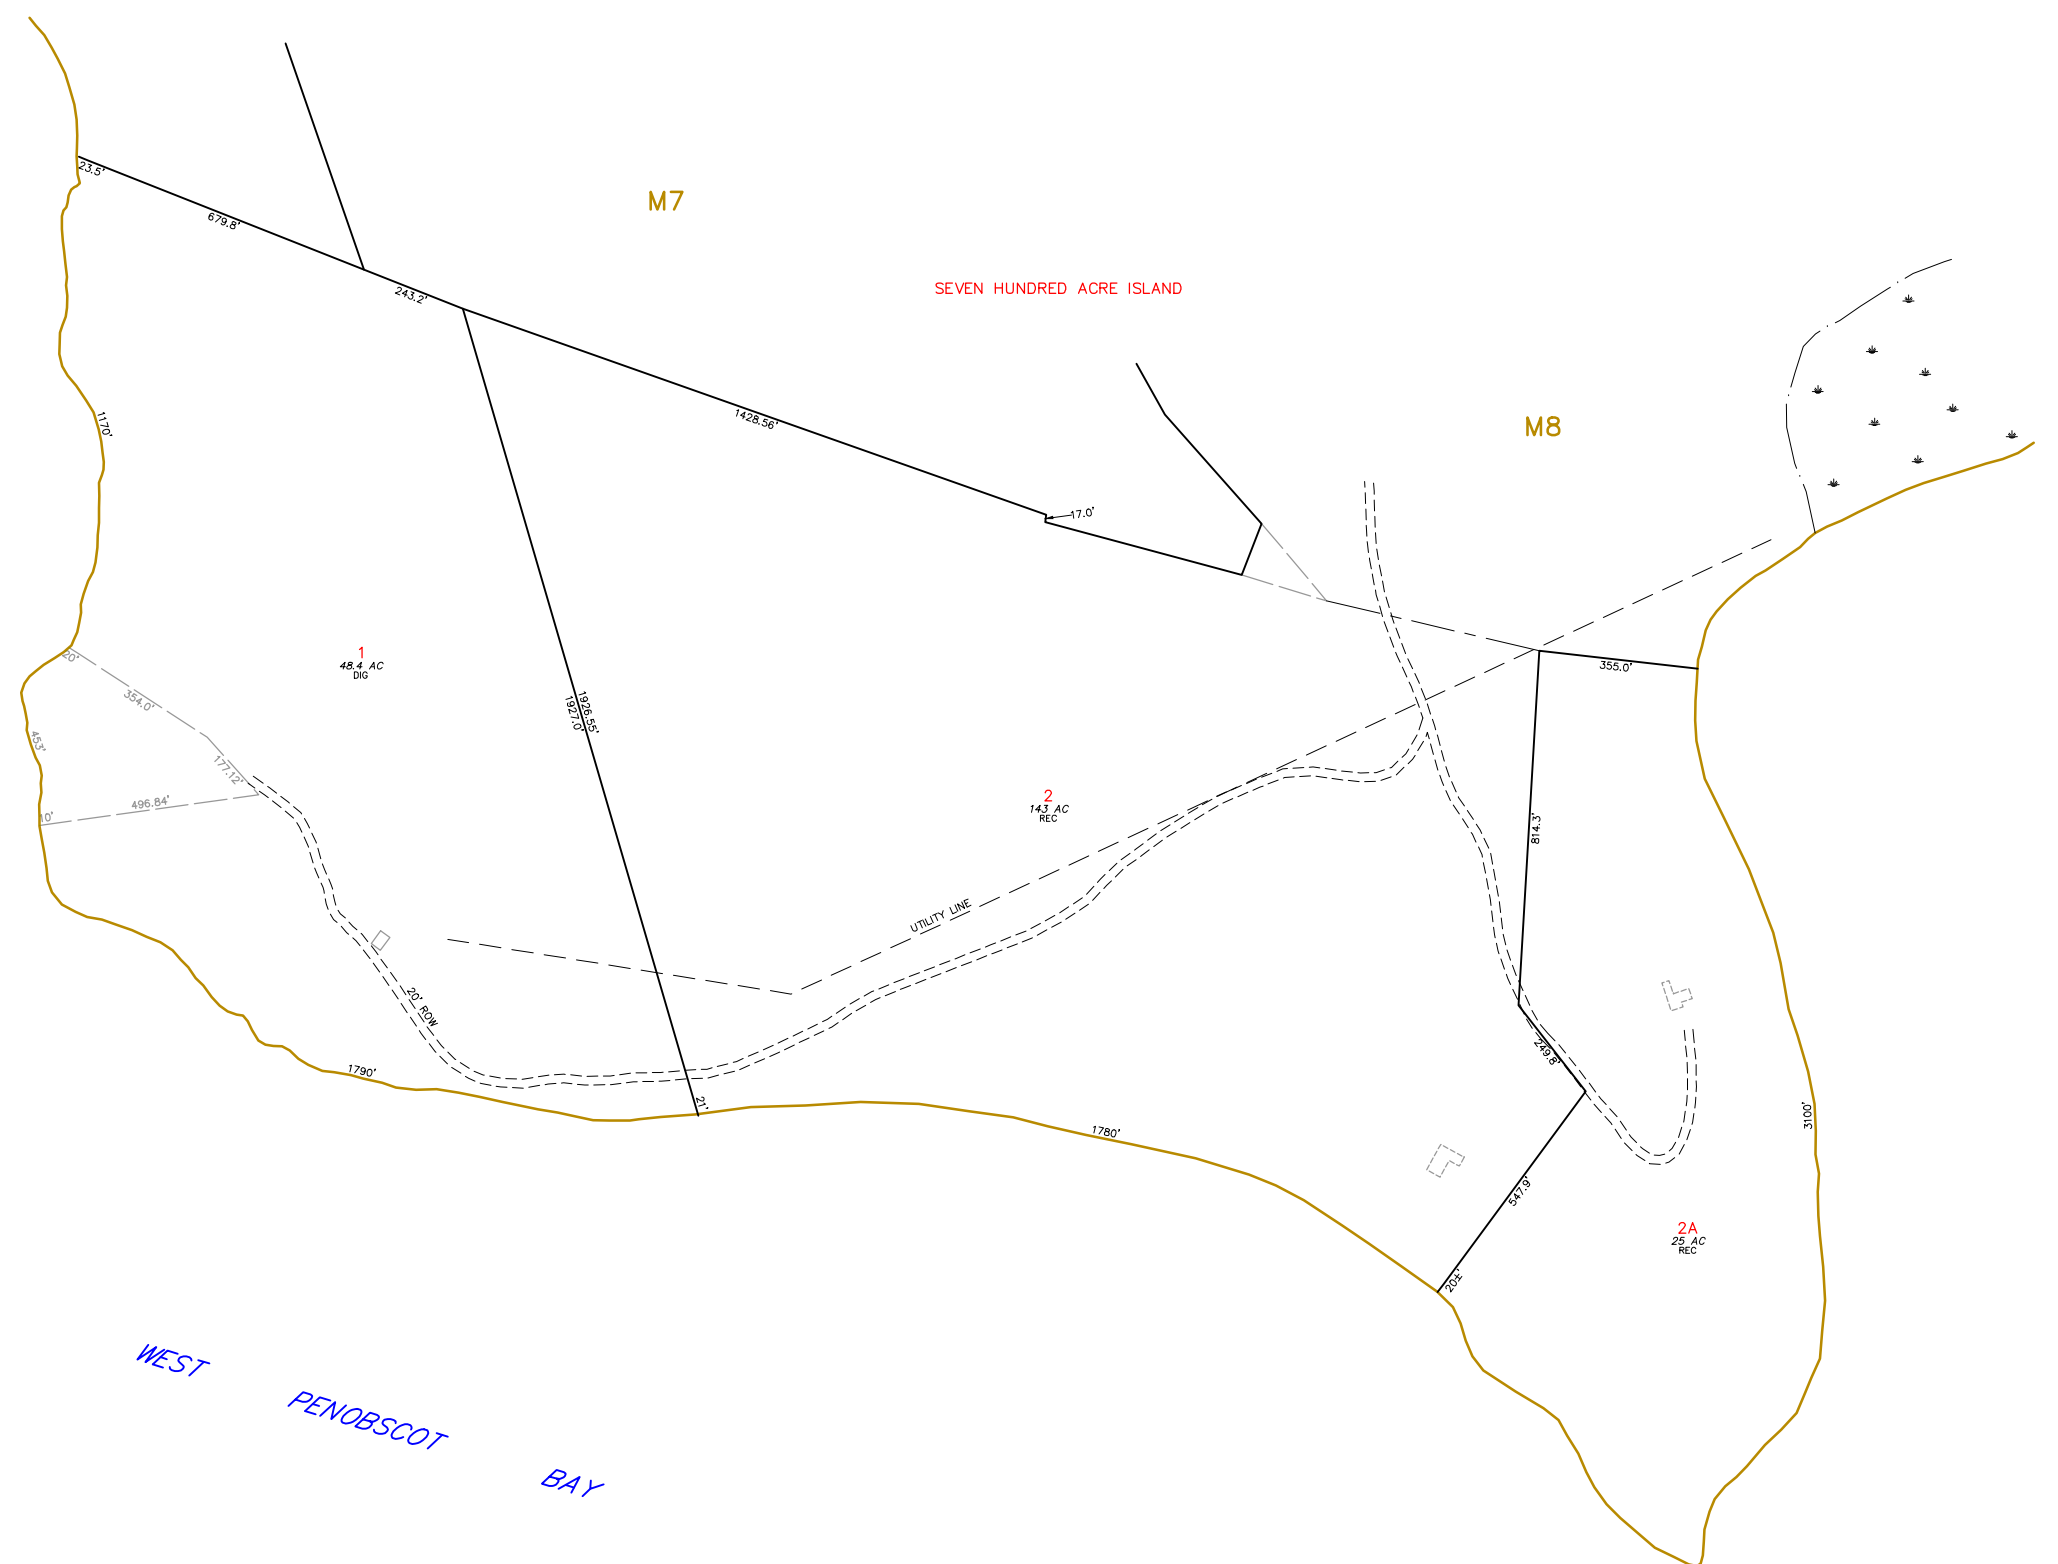 23.5'
679.8'
M7
243.2'
SEVEN HUNDRED ACRE ISLAND
1428.56'
1170'
M8
17.0'
1
48.4 AC
DIG
20'
354.0'
453'
177.12'
496.84'
10'
1926.55'
1927.0'
355.0'
2
143 AC
REC
814.3'
UTILITY LINE
20' ROW
249.8'
1790'
21'
1780'
3100'
547.9'
2A
25 AC
REC
20±'
WEST
PENOBSCOT
BAY